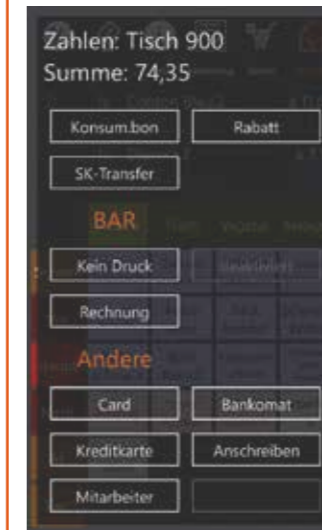 Zahlen: Tisch 900
Summe: 74,35
Konsum.bon Rabatt
SK-Transfer
BAR
Kein Druck
Rechnung
Andere
Card Bankomat
Kreditkarte Anschreiben
Mitarbeiter